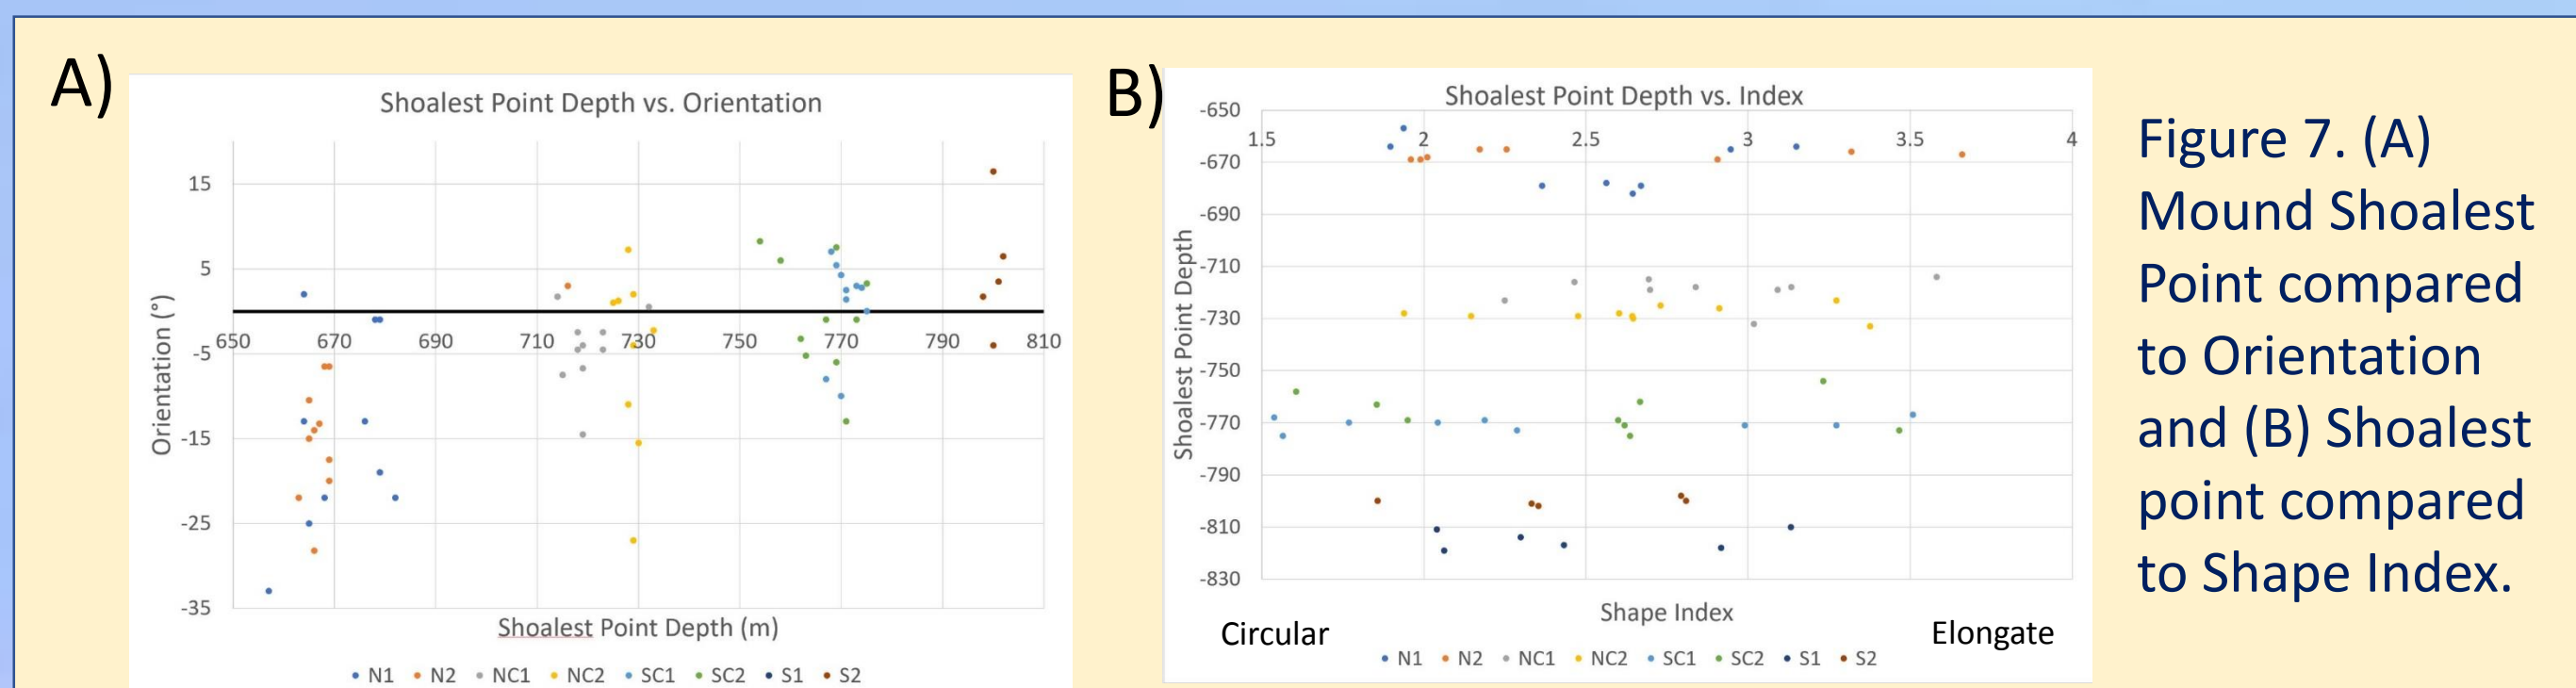 A)
Shoalest Point Depth vs. Orientation
15
5
-5
-15
-25
-35
Orientation (°)
650 670 690 710 730 750 770 790 810
Shoalest Point Depth (m)
N1 N2 NC1 NC2 SC1 SC2 S1 S2
B)
Shoalest Point Depth vs. Index
-650
1.5 2 2.5 3 3.5 4
-670
-690
-710
-730
-750
-770
-790
-810
-830
Shoalest Point Depth
Shape Index
Circular
Elongate
N1 N2 NC1 NC2 SC1 SC2 S1 S2
Figure 7. (A)
Mound Shoalest
Point compared
to Orientation
and (B) Shoalest
point compared
to Shape Index.